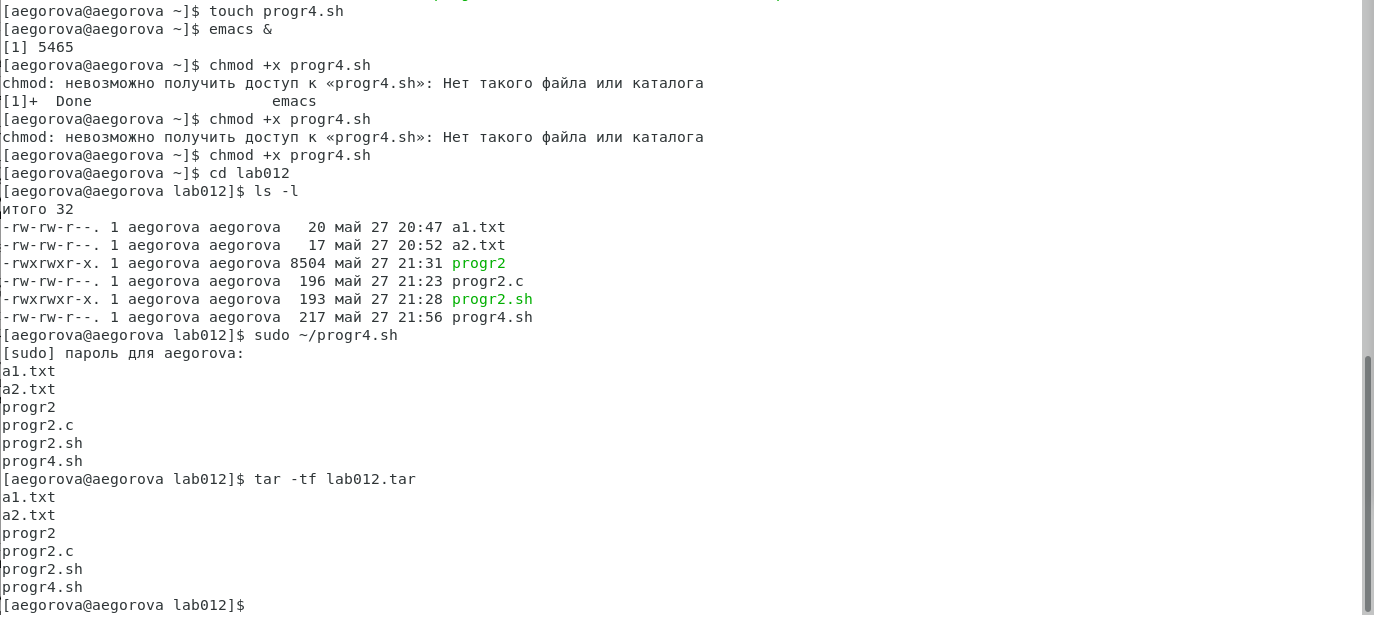 [aegorova@aegorova ~]$ touch progr4.sh
[aegorova@aegorova ~]$ emacs &
[1] 5465
[aegorova@aegorova ~]$ chmod +x progr4.sh
chmod: невозможно получить доступ к «progr4.sh»: Нет такого файла или каталога
[1]+  Done                    emacs
[aegorova@aegorova ~]$ chmod +x progr4.sh
chmod: невозможно получить доступ к «progr4.sh»: Нет такого файла или каталога
[aegorova@aegorova ~]$ chmod +x progr4.sh
[aegorova@aegorova ~]$ cd lab012
[aegorova@aegorova lab012]$ ls -l
итого 32
-rw-rw-r--. 1 aegorova aegorova   20 май 27 20:47 a1.txt
-rw-rw-r--. 1 aegorova aegorova   17 май 27 20:52 a2.txt
-rwxrwxr-x. 1 aegorova aegorova 8504 май 27 21:31 progr2
-rw-rw-r--. 1 aegorova aegorova  196 май 27 21:23 progr2.c
-rwxrwxr-x. 1 aegorova aegorova  193 май 27 21:28 progr2.sh
-rw-rw-r--. 1 aegorova aegorova  217 май 27 21:56 progr4.sh
[aegorova@aegorova lab012]$ sudo ~/progr4.sh
[sudo] пароль для aegorova:
a1.txt
a2.txt
progr2
progr2.c
progr2.sh
progr4.sh
[aegorova@aegorova lab012]$ tar -tf lab012.tar
a1.txt
a2.txt
progr2
progr2.c
progr2.sh
progr4.sh
[aegorova@aegorova lab012]$